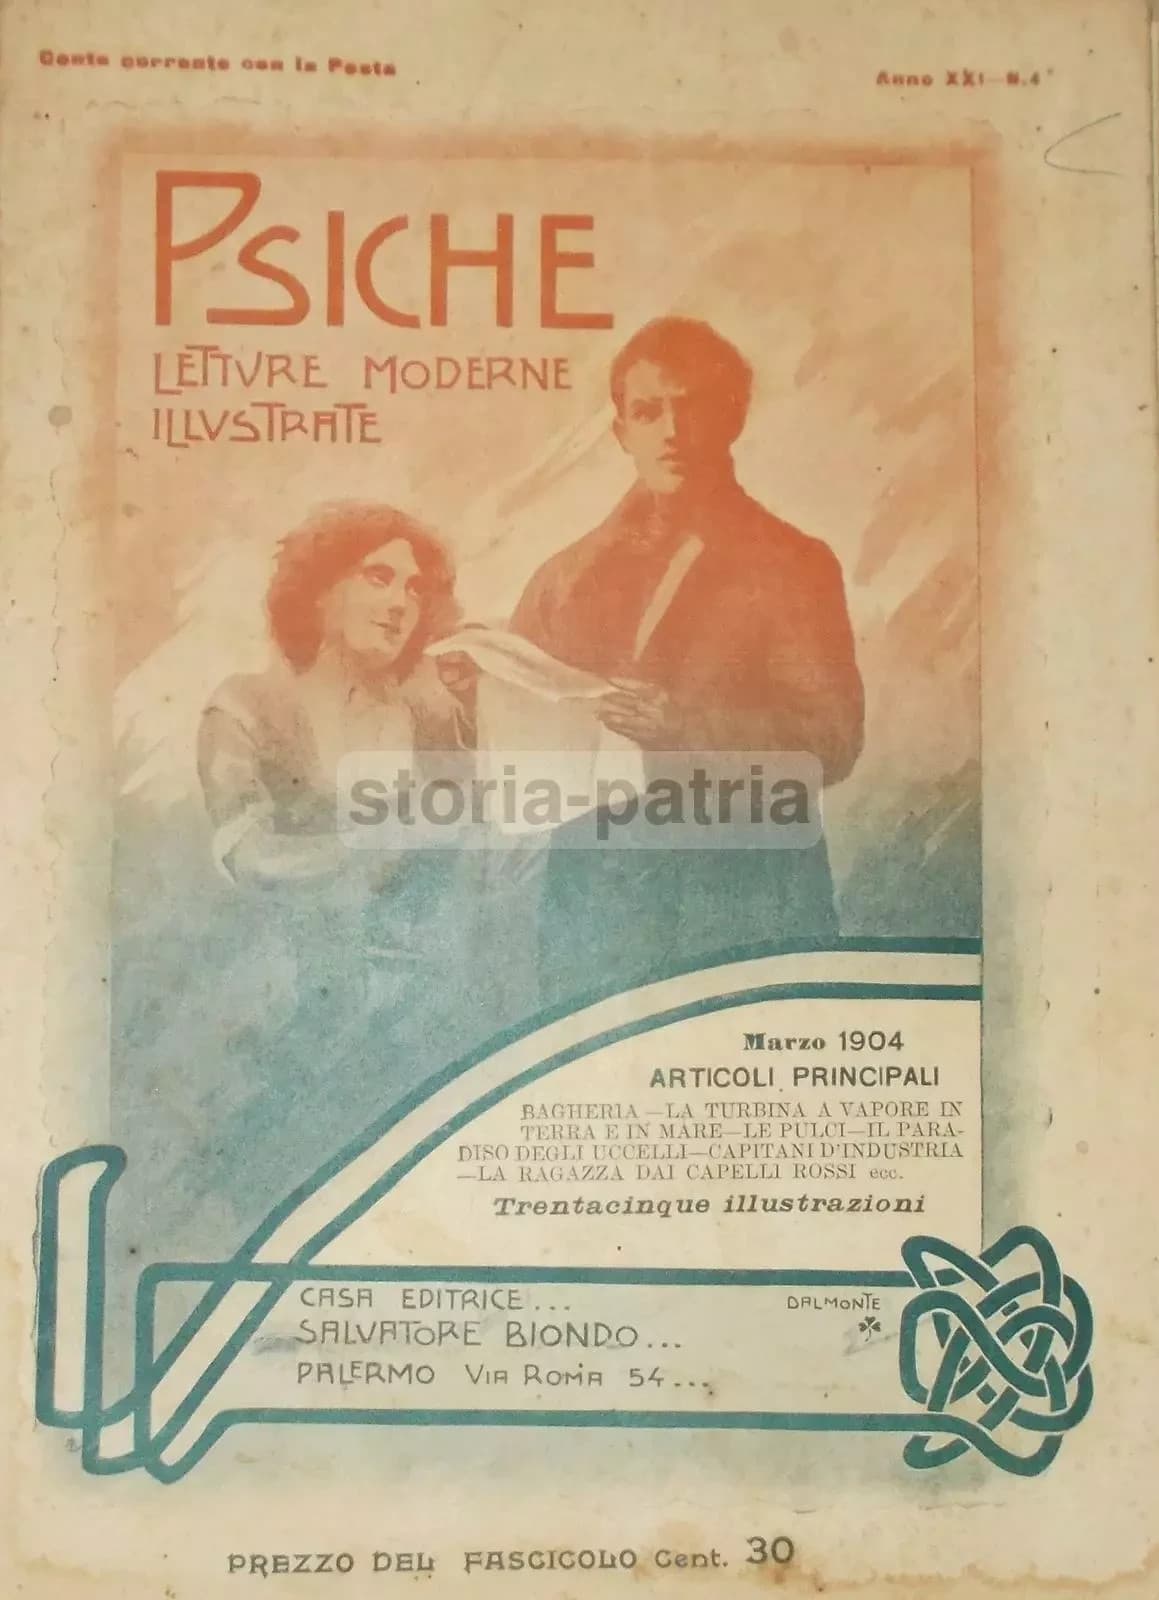 Conto corrente con la Posta
Anno XXI - N. 4
PSICHE
LETTVRE MODERNE
ILLVSTRATE
storia-patria
Marzo 1904
ARTICOLI PRINCIPALI
BAGHERIA—LA TURBINA A VAPORE IN
TERRA E IN MARE—LE PULCI—IL PARA-
DISO DEGLI UCCELLI—CAPITANI D'INDUSTRIA
—LA RAGAZZA DAI CAPELLI ROSSI ecc.
Trentacinque illustrazioni
CASA EDITRICE...
SALVATORE BIONDO...
PALERMO VIA ROMA 54...
DALMONTE
PREZZO DEL FASCICOLO Cent. 30